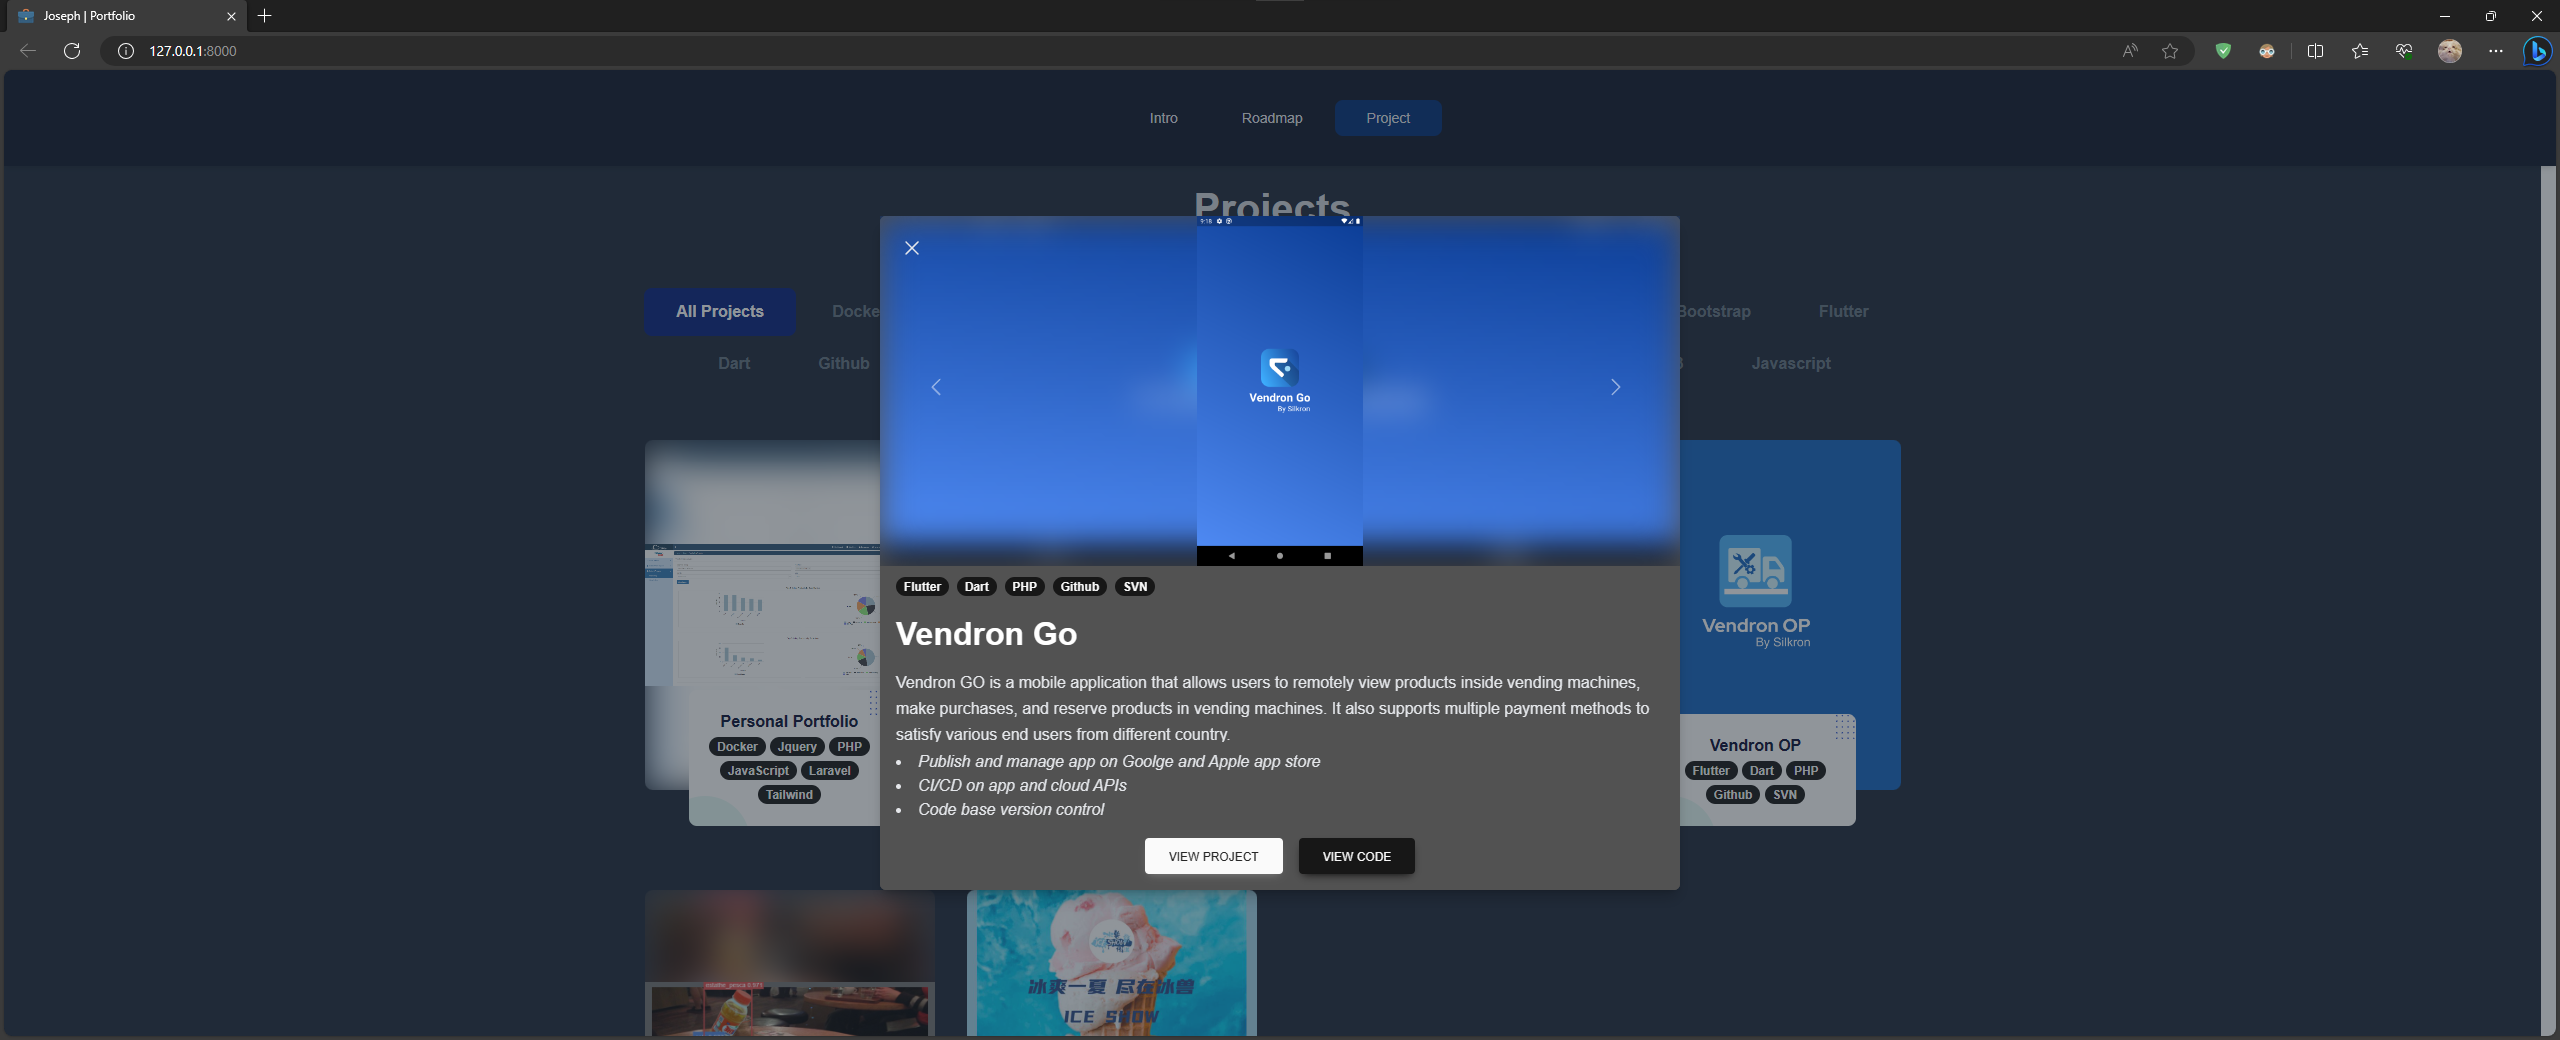 Joseph | Portfolio
127.0.0.1:8000
Intro Roadmap Project
Projects
All Projects Docke Bootstrap Flutter
Dart Github Javascript
9:18
Vendron Go
By Silkron
Flutter Dart PHP Github SVN
Vendron Go
Vendron GO is a mobile application that allows users to remotely view products inside vending machines,
make purchases, and reserve products in vending machines. It also supports multiple payment methods to
satisfy various end users from different country.
• Publish and manage app on Goolge and Apple app store
• CI/CD on app and cloud APIs
• Code base version control
VIEW PROJECT VIEW CODE
Personal Portfolio
Docker Jquery PHP
JavaScript Laravel
Tailwind
Vendron OP
By Silkron
Vendron OP
Flutter Dart PHP
Github SVN
冰爽一夏 尽在冰兽
ICE SHOW